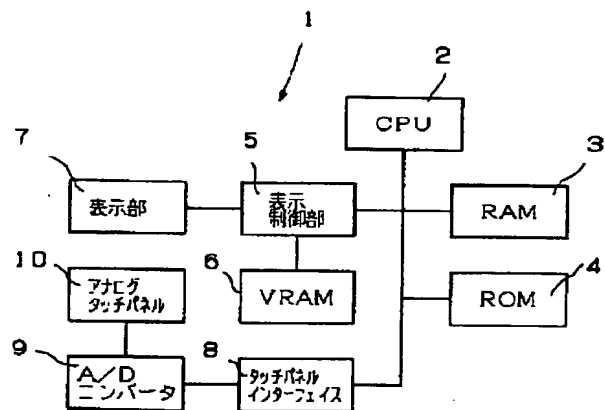 1
2
CPU
7
5
3
表示部
表示
制御部
RAM
10
アナログ
タッチパネル
6
VRAM
4
ROM
9
A/D
コンバータ
8
タッチパネル
インターフェイス